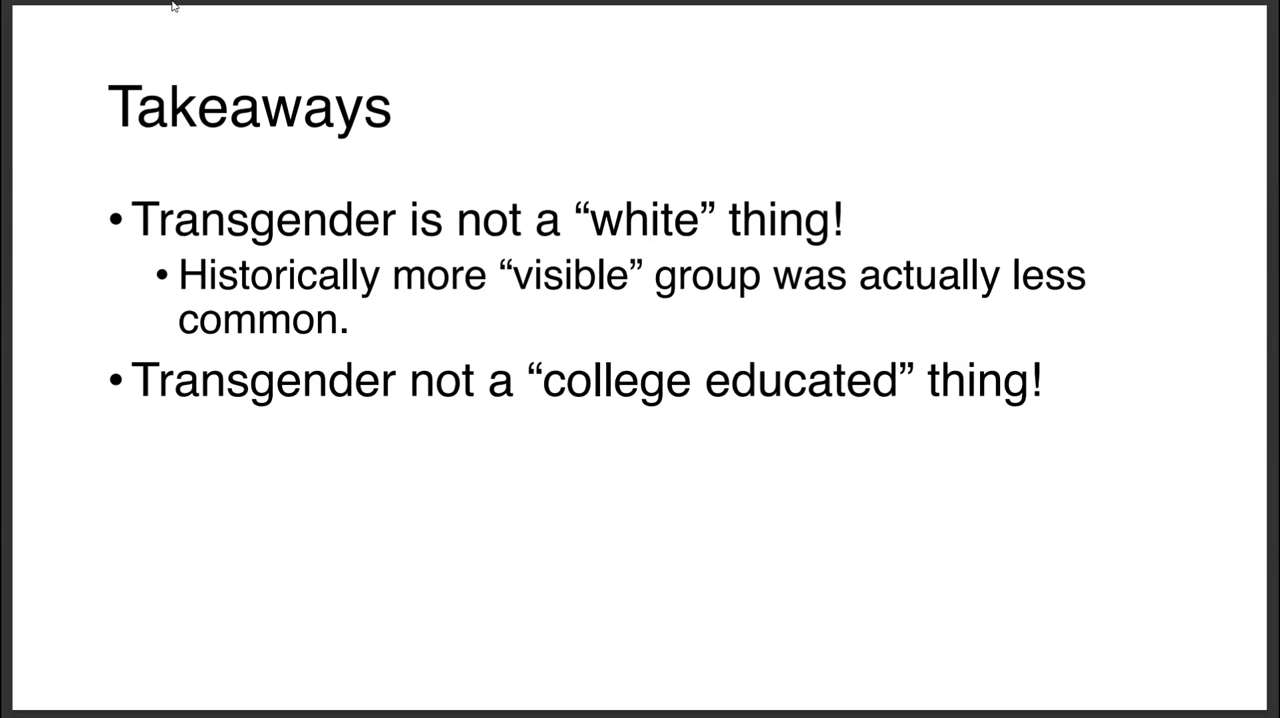 Takeaways
• Transgender is not a “white” thing!
• Historically more “visible” group was actually less
common.
• Transgender not a “college educated” thing!